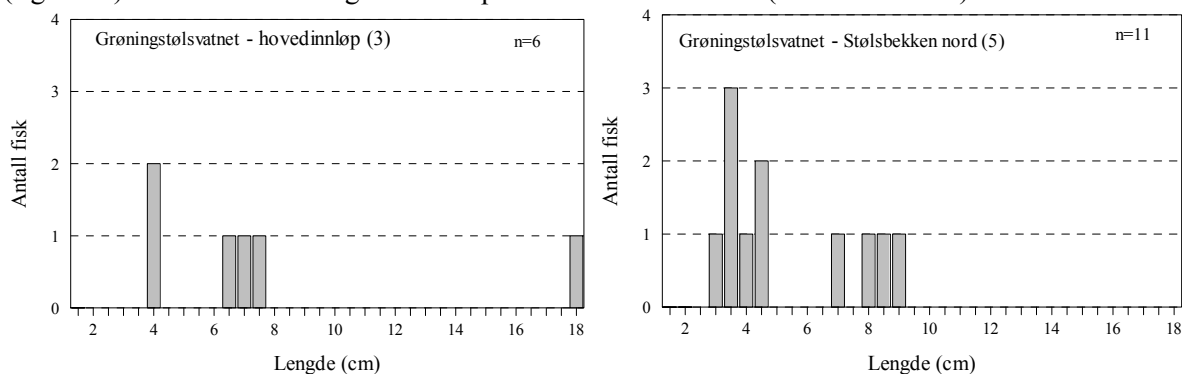 Grøningstølsvatnet - hovedinnløp (3)
n=6
Antall fisk
4
3
2
1
0
2 4 6 8 10 12 14 16 18
Lengde (cm)
Grøningstølsvatnet - Stølsbekken nord (5)
n=11
Antall fisk
4
3
2
1
0
2 4 6 8 10 12 14 16 18
Lengde (cm)